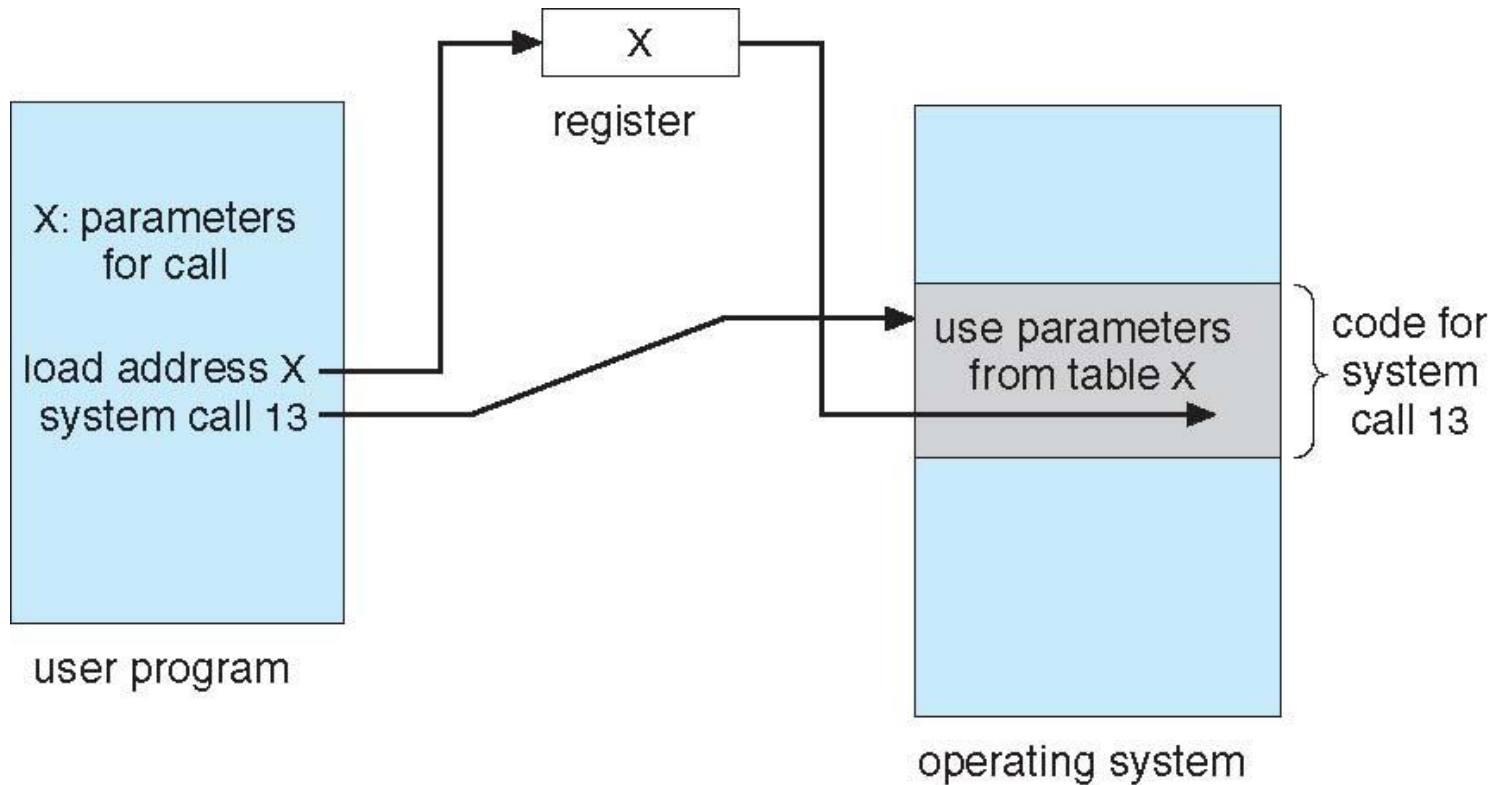 X
register
X: parameters
for call
load address X
system call 13
user program
use parameters
from table X
code for
system
call 13
operating system